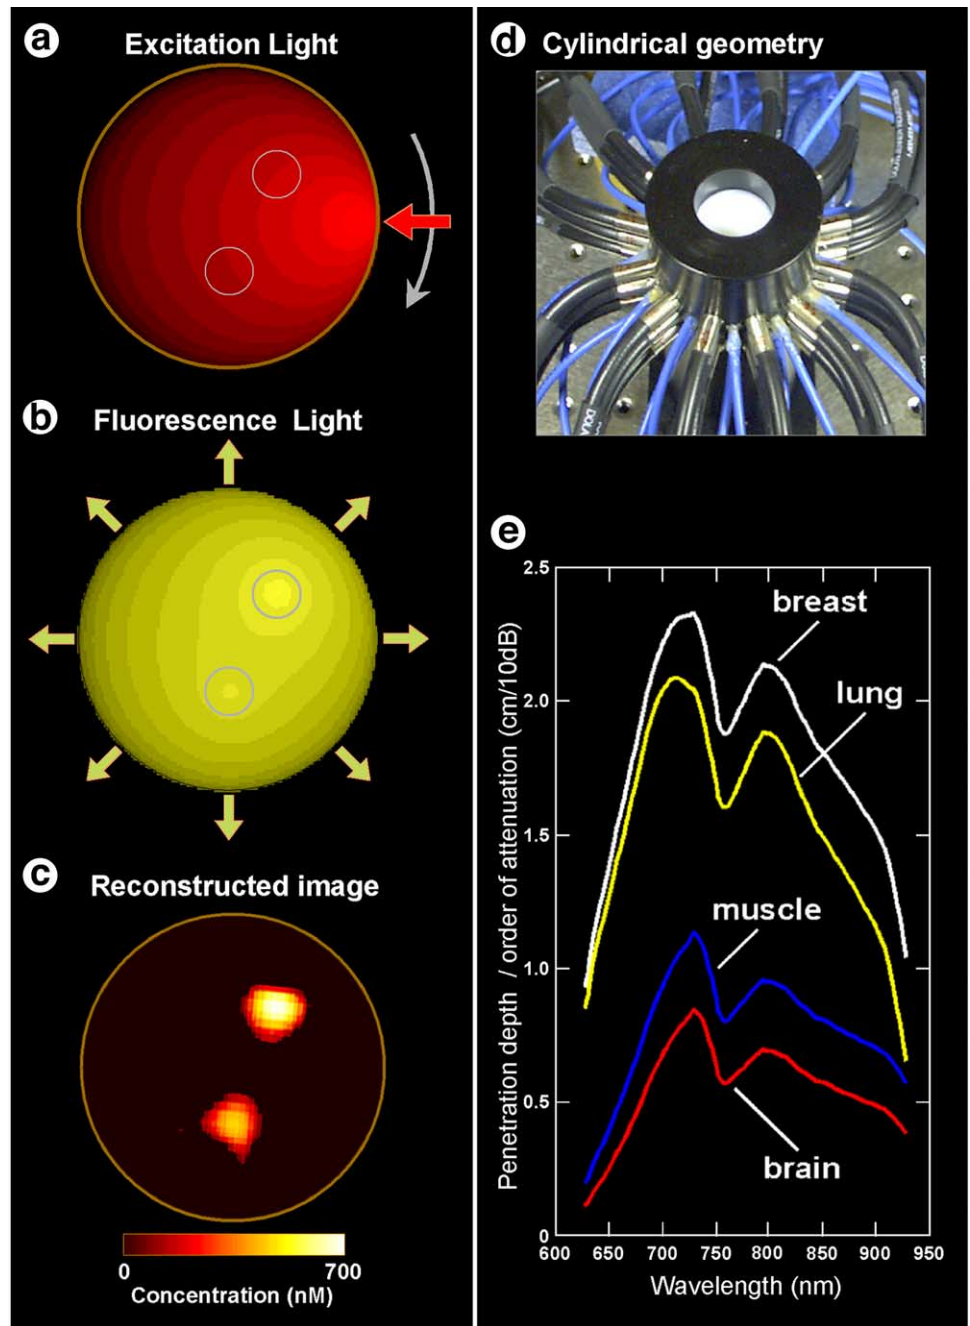 a Excitation Light
b Fluorescence Light
c Reconstructed image
0 700
Concentration (nM)
d Cylindrical geometry
e
Penetration depth / order of attenuation (cm/10dB)
2.5
2.0
1.5
1.0
0.5
0
breast
lung
muscle
brain
600 650 700 750 800 850 900 950
Wavelength (nm)